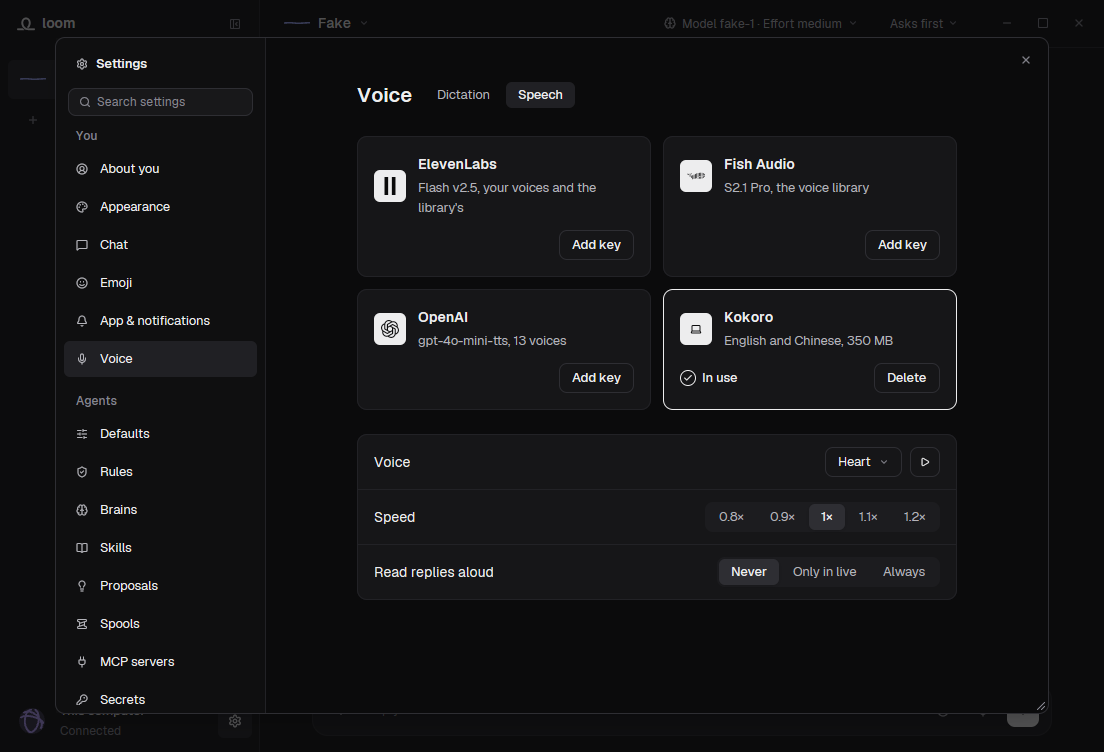 loom
Fake
Model fake-1 · Effort medium
Asks first
Settings
Search settings
You
About you
Appearance
Chat
Emoji
App & notifications
Voice
Agents
Defaults
Rules
Brains
Skills
Proposals
Spools
MCP servers
Secrets
Connected
Voice
Dictation
Speech
ElevenLabs
Flash v2.5, your voices and the
library's
Add key
Fish Audio
S2.1 Pro, the voice library
Add key
OpenAI
gpt-4o-mini-tts, 13 voices
Add key
Kokoro
English and Chinese, 350 MB
In use
Delete
Voice
Heart
Speed
0.8×
0.9×
1×
1.1×
1.2×
Read replies aloud
Never
Only in live
Always